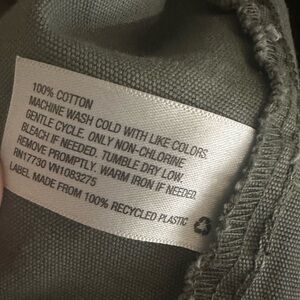 100% COTTON
MACHINE WASH COLD WITH LIKE COLORS.
GENTLE CYCLE. ONLY NON-CHLORINE
BLEACH IF NEEDED. TUMBLE DRY LOW.
REMOVE PROMPTLY. WARM IRON IF NEEDED.
RN17730 VN1083275
LABEL MADE FROM 100% RECYCLED PLASTIC